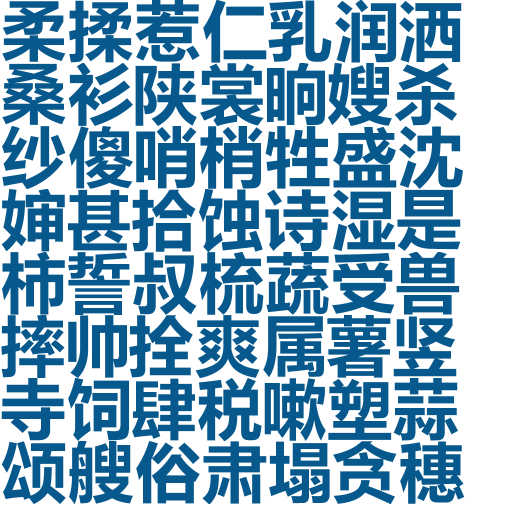 柔揉惹仁乳润洒
桑衫陕裳晌嫂杀
纱傻哨梢牲盛沈
婶甚拾蚀诗湿是
柿誓叔梳蔬受兽
摔帅拴爽属薯竖
寺饲肆税嗽塑蒜
颂艘俗肃塌贪穗